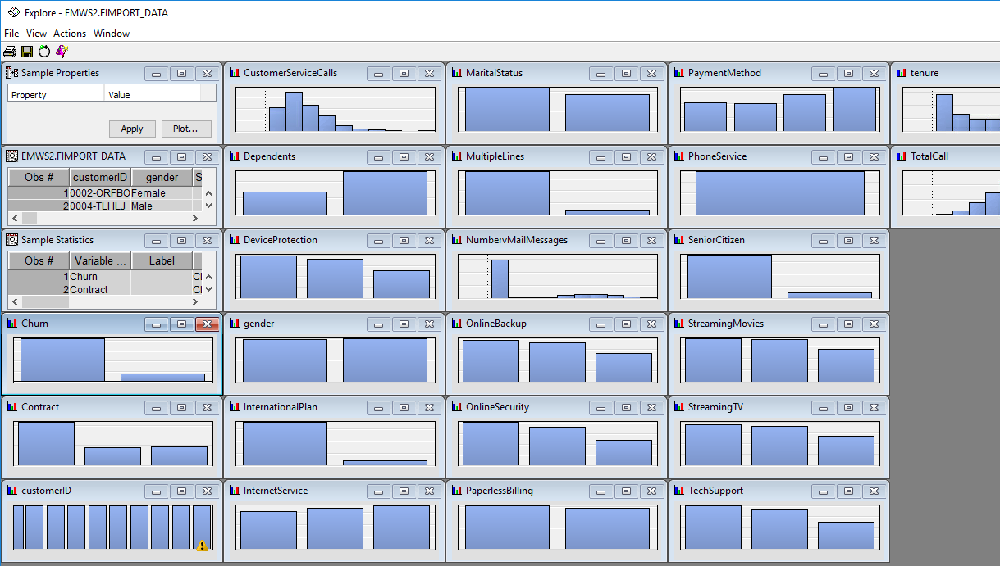 Explore - EMWS2.FIMPORT_DATA
File View Actions Window
Sample Properties
Property Value
Apply Plot...
EMWS2.FIMPORT_DATA
Obs # customerID gender S
1 0002-ORFBO Female
2 0004-TLHLJ Male
Sample Statistics
Obs # Variable ... Label
1 Churn Cl
2 Contract Cl
Churn
Contract
customerID
CustomerServiceCalls
Dependents
DeviceProtection
gender
InternationalPlan
InternetService
MaritalStatus
MultipleLines
NumbervMailMessages
OnlineBackup
OnlineSecurity
PaperlessBilling
PaymentMethod
PhoneService
SeniorCitizen
StreamingMovies
StreamingTV
TechSupport
tenure
TotalCall